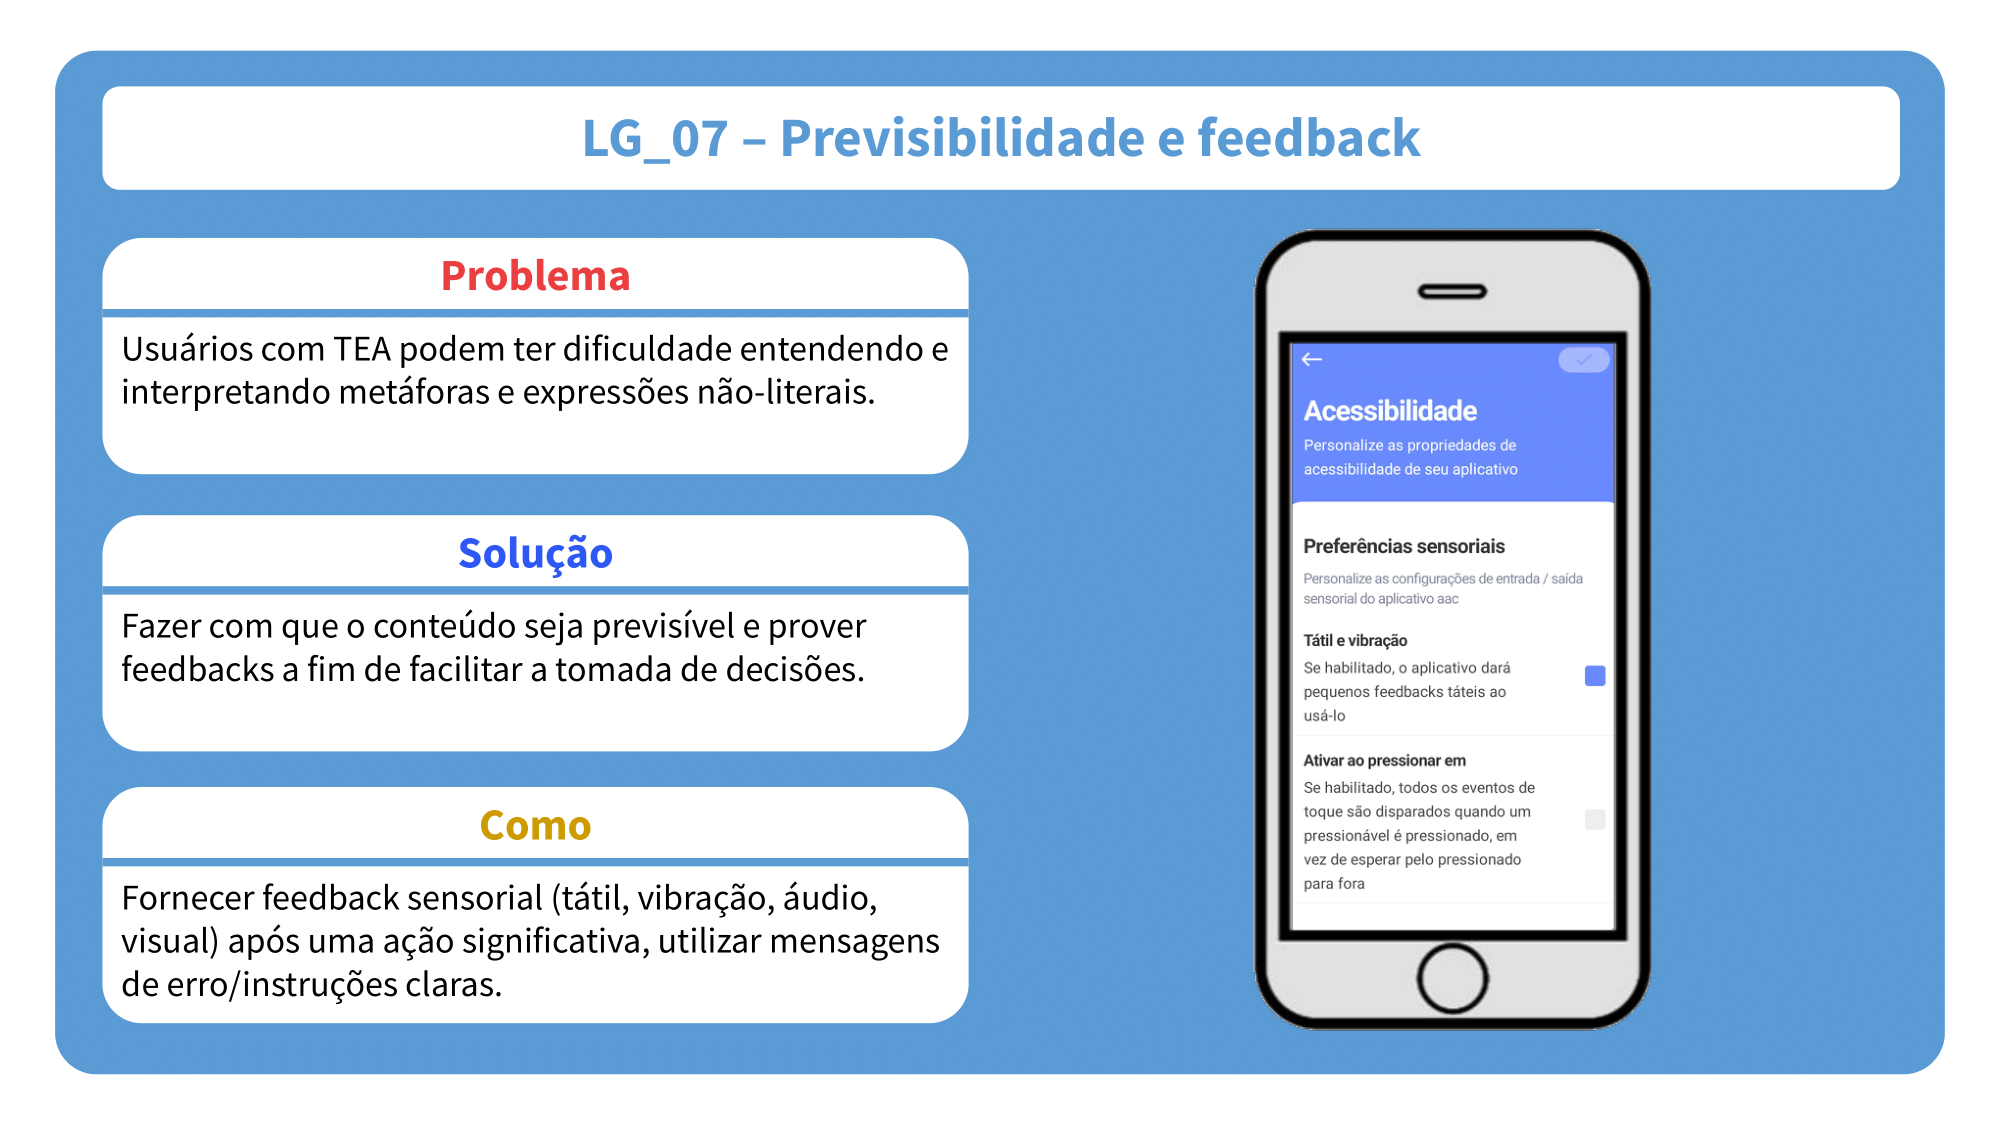 LG_07 – Previsibilidade e feedback
Problema
Usuários com TEA podem ter dificuldade entendendo e
interpretando metáforas e expressões não-literais.
Solução
Fazer com que o conteúdo seja previsível e prover
feedbacks a fim de facilitar a tomada de decisões.
Como
Fornecer feedback sensorial (tátil, vibração, áudio,
visual) após uma ação significativa, utilizar mensagens
de erro/instruções claras.
Acessibilidade
Personalize as propriedades de
acessibilidade de seu aplicativo
Preferências sensoriais
Personalize as configurações de entrada / saída
sensorial do aplicativo aac
Tátil e vibração
Se habilitado, o aplicativo dará
pequenos feedbacks táteis ao
usá-lo
Ativar ao pressionar em
Se habilitado, todos os eventos de
toque são disparados quando um
pressionável é pressionado, em
vez de esperar pelo pressionado
para fora